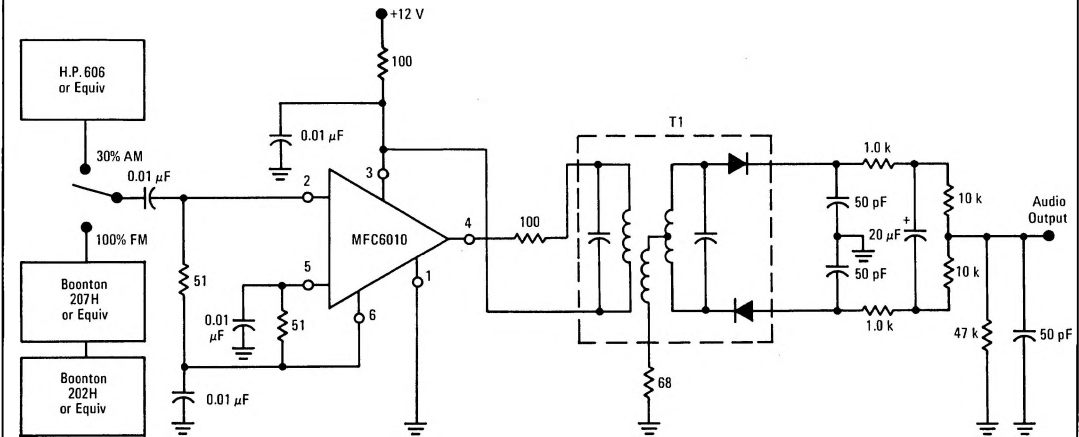 +12 V
H.P. 606
or Equiv
100
0.01 µF
30% AM
0.01 µF
3
2
T1
1.0 k
4
100
MFC6010
50 pF
10 k
Audio
Output
20 µF
+
100% FM
51
5
1
50 pF
10 k
Boonton
207H
or Equiv
0.01
µF
51
6
1.0 k
47 k
50 pF
Boonton
202H
or Equiv
0.01 µF
68